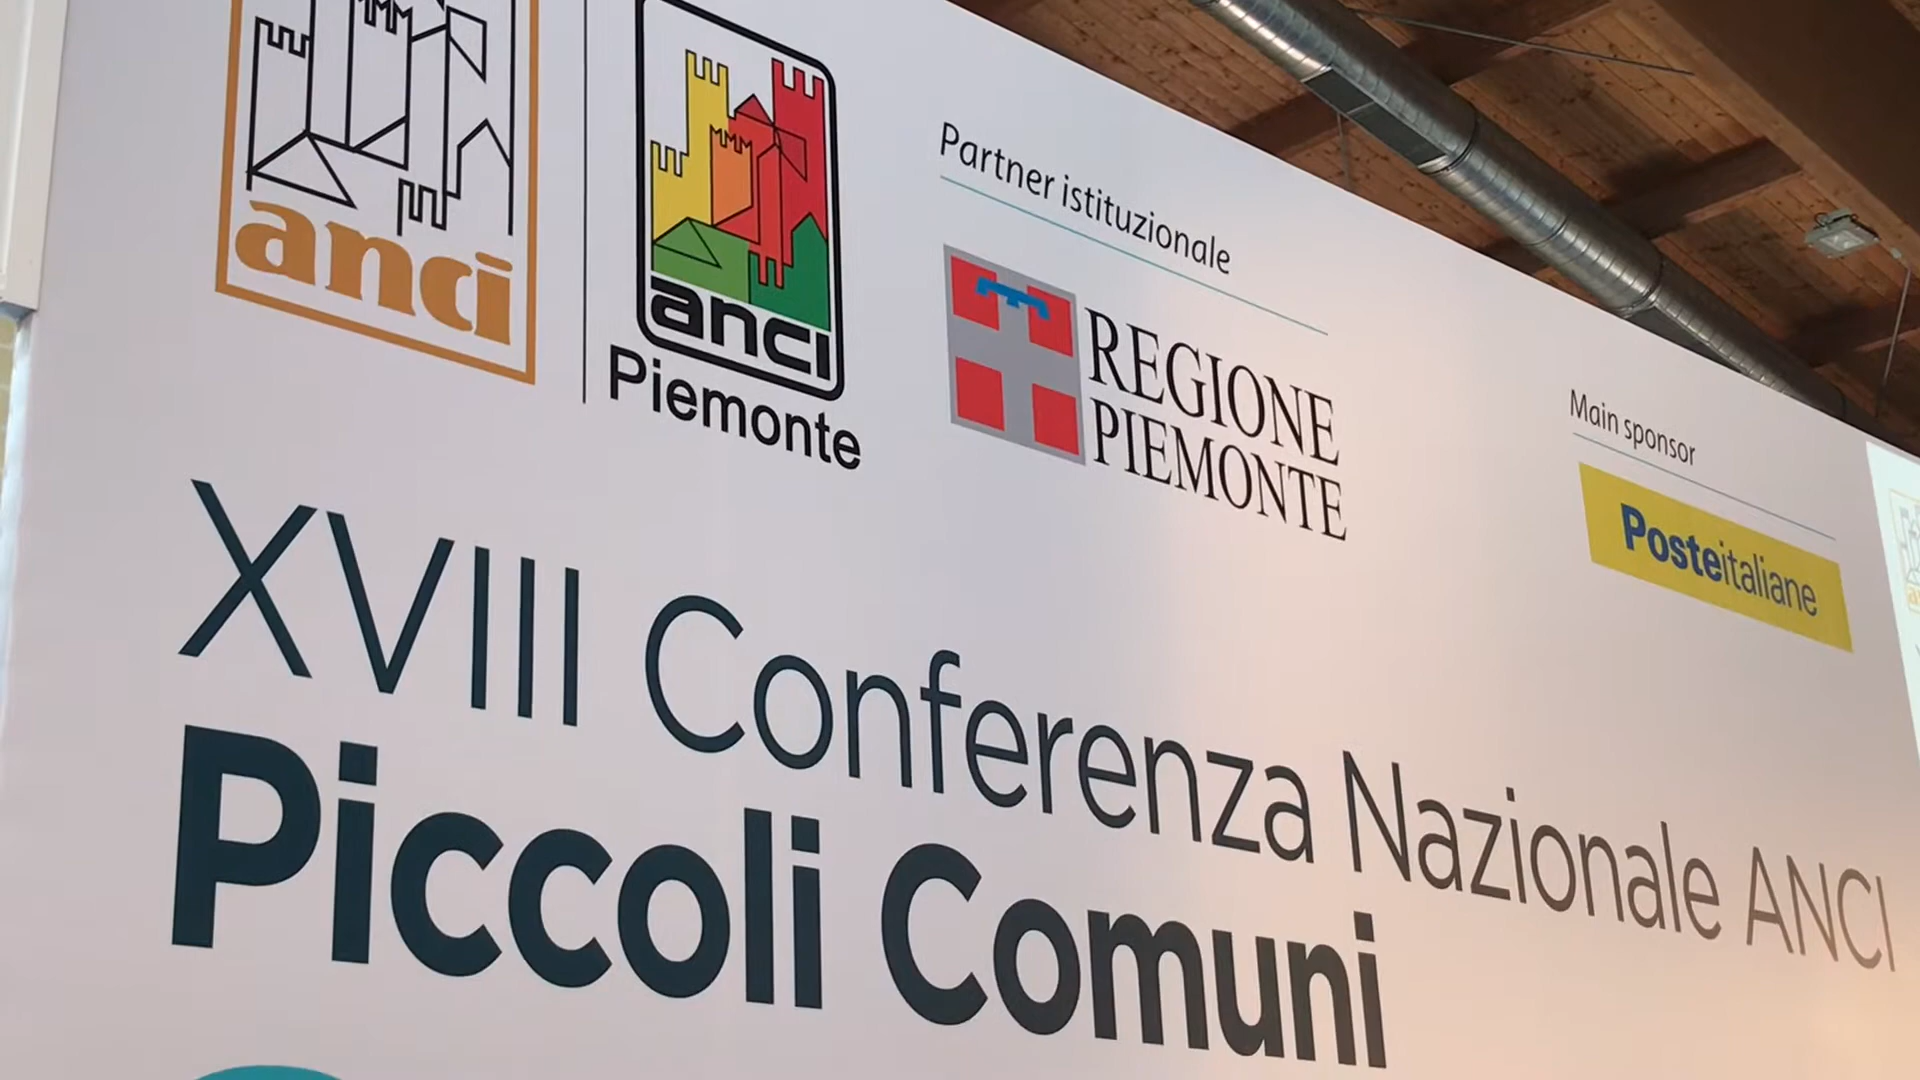 anci
anci
Piemonte
Partner istituzionale
REGIONE
PIEMONTE
Main sponsor
Posteitaliane
XVIII Conferenza Nazionale ANCI
Piccoli Comuni